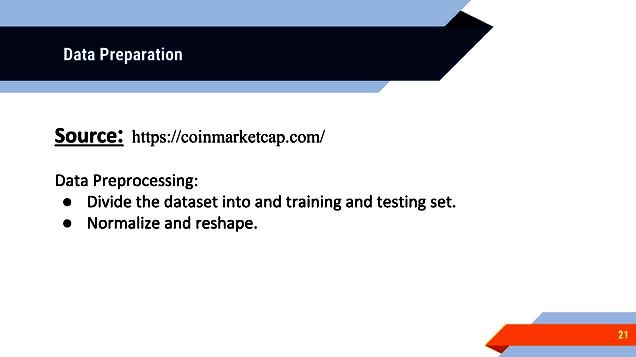 Data Preparation
Source: https://coinmarketcap.com/
Data Preprocessing:
● Divide the dataset into and training and testing set.
● Normalize and reshape.
21